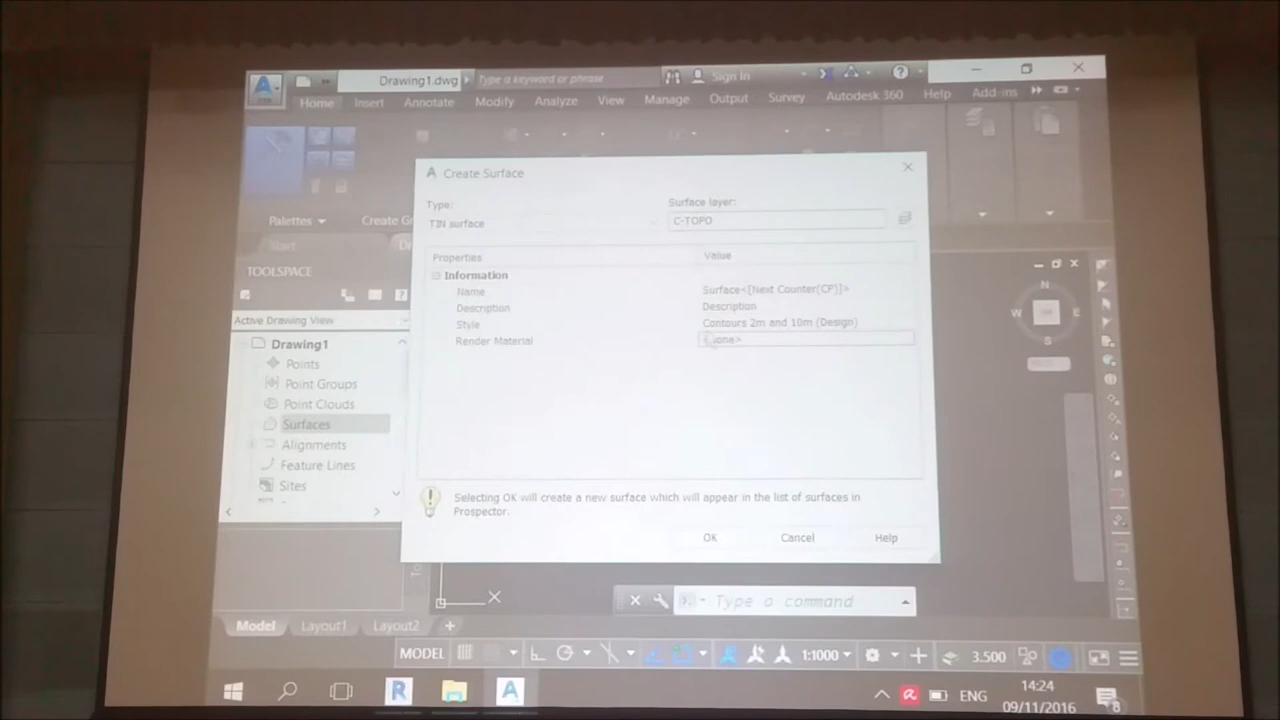 Drawing1.dwg
Type a keyword or phrase
Sign In
Home Insert Annotate Modify Analyze View Manage Output Survey Autodesk 360 Help Add-ins
Create Surface
Type:
Surface layer:
TIN surface
C-TOPO
Palettes
Create
Start
Properties
Value
Information
Name
Surface<[Next Counter(CP)]>
Description
Description
Style
Contours 2m and 10m (Design)
Render Material
TOOLSPACE
Active Drawing View
Drawing1
Points
Point Groups
Point Clouds
Surfaces
Alignments
Feature Lines
Sites
N
W
E
S
Selecting OK will create a new surface which will appear in the list of surfaces in
Prospector.
OK
Cancel
Help
X
Type a command
Model Layout1 Layout2 +
MODEL
1:1000
3.500
ENG
14:24
09/11/2016
8